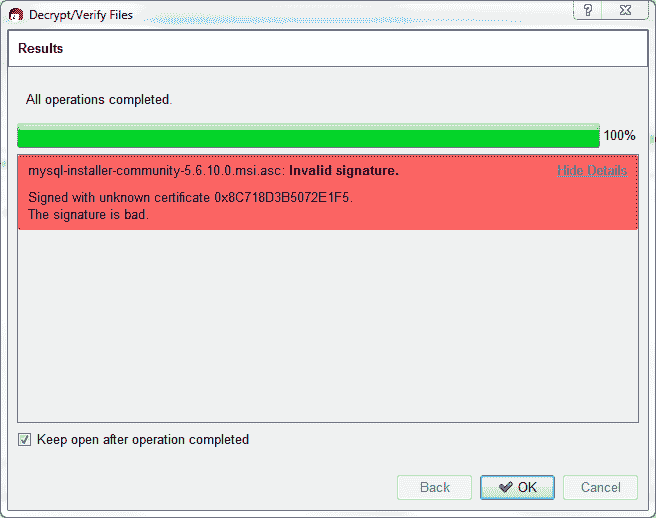 Decrypt/Verify Files
Results
All operations completed.
100%
mysql-installer-community-5.6.10.0.msi.asc: Invalid signature.
Hide Details
Signed with unknown certificate 0x8C718D3B5072E1F5.
The signature is bad.
Keep open after operation completed
Back
OK
Cancel